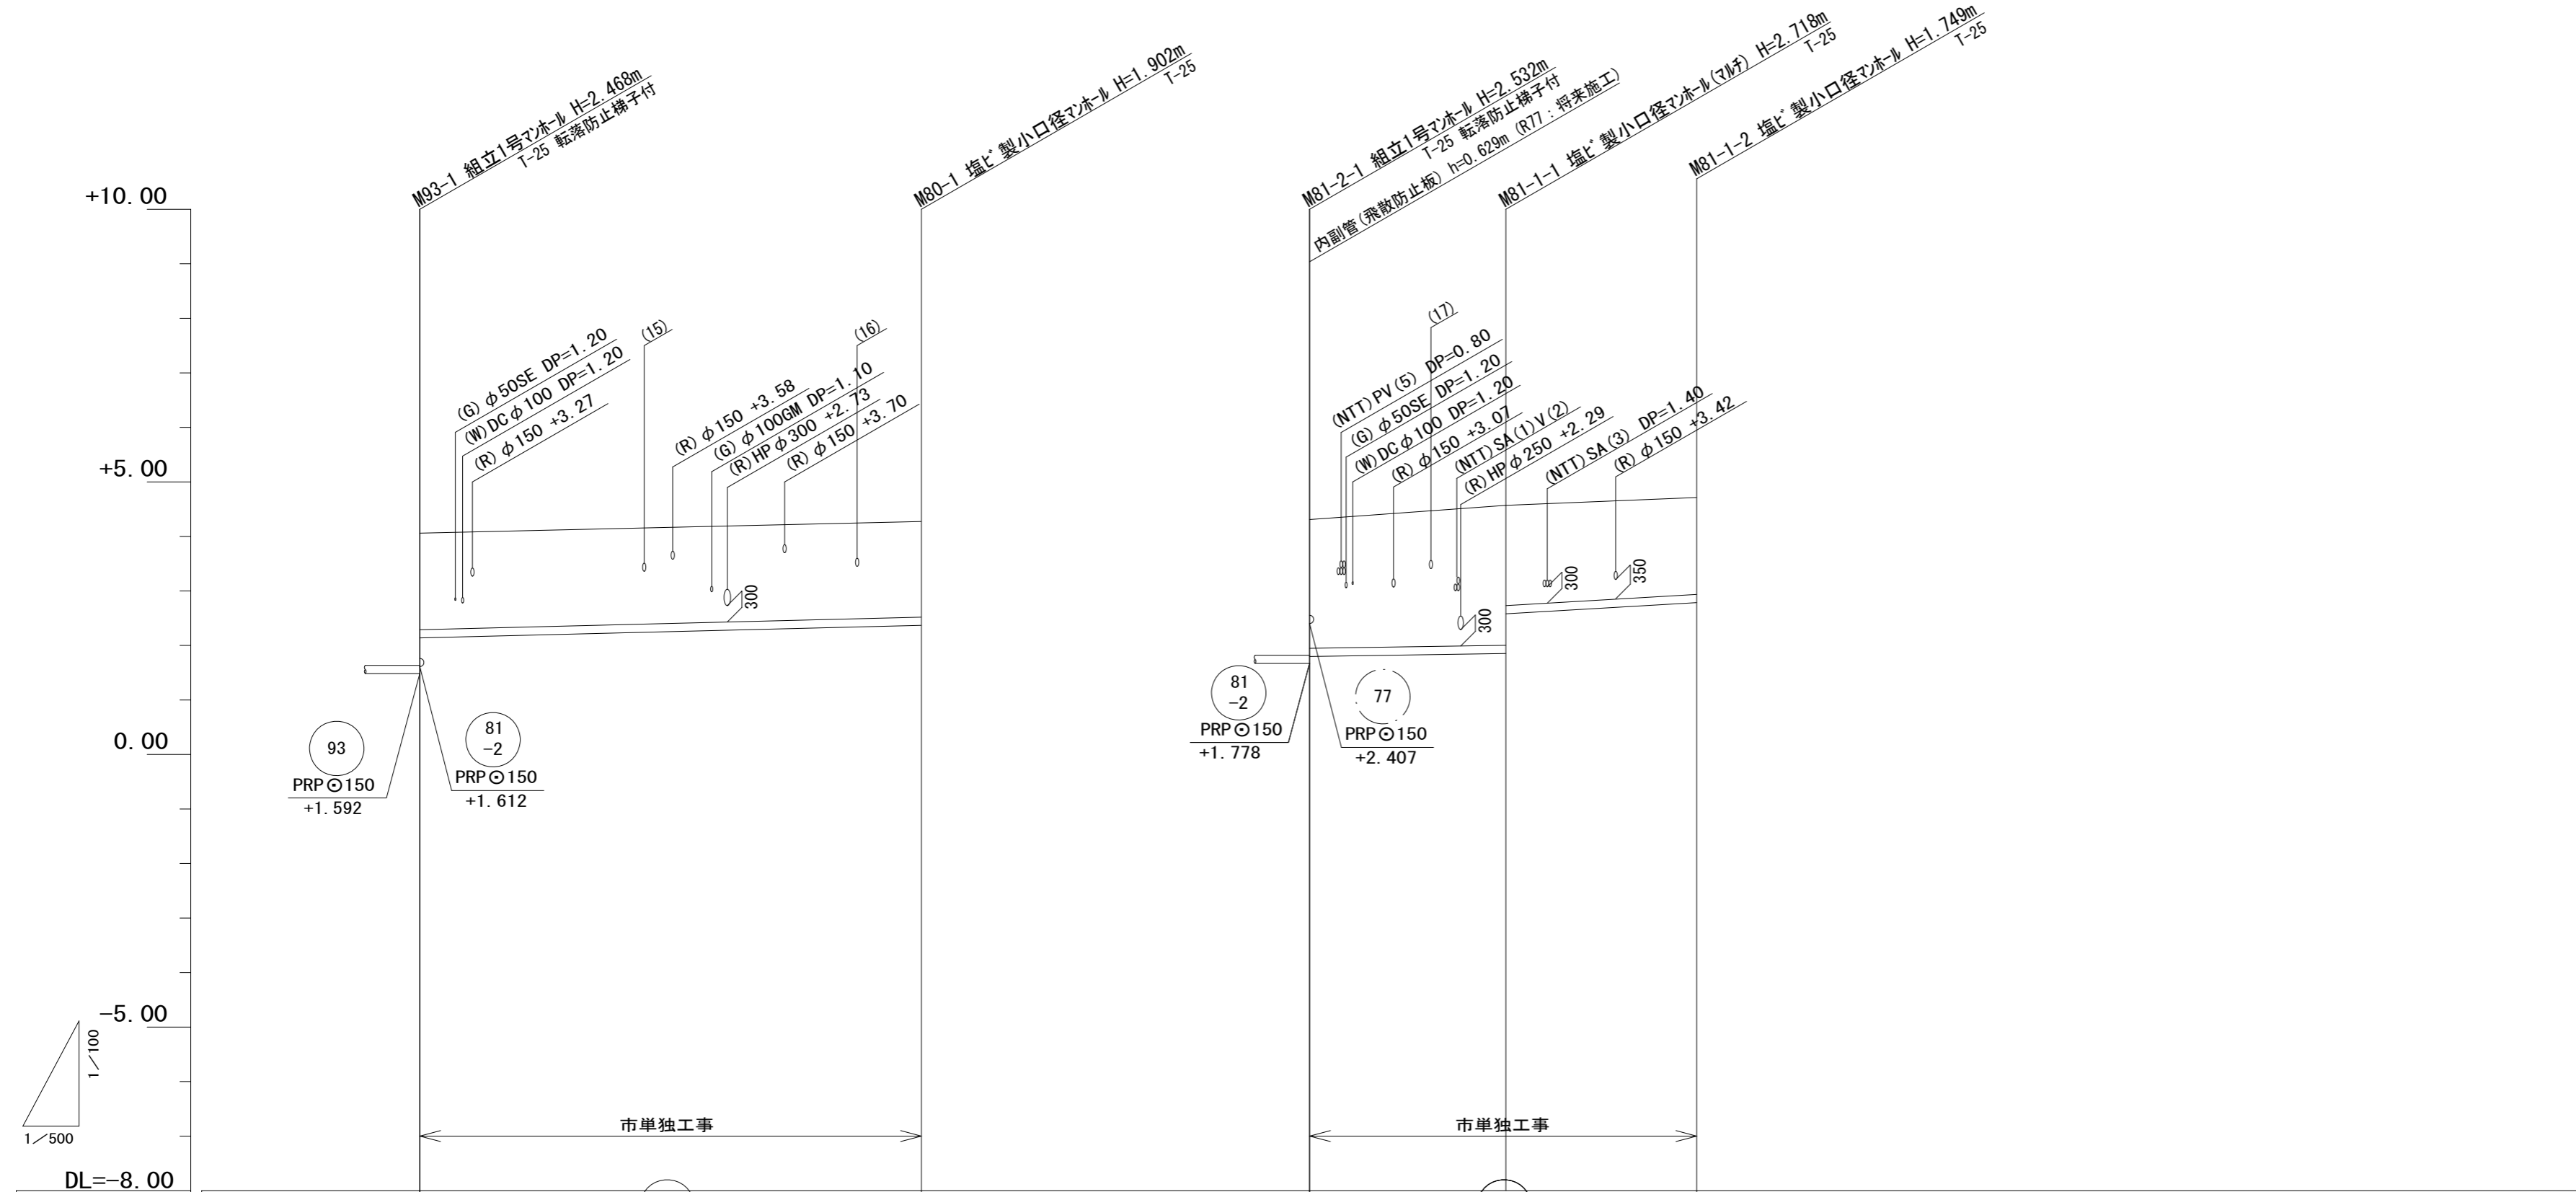 M93-1 組立1号ﾏﾝﾎｰﾙ H=2.468m
T-25 転落防止梯子付
M80-1 塩ﾋﾞ製小口径ﾏﾝﾎｰﾙ H=1.902m
T-25
M81-2-1 組立1号ﾏﾝﾎｰﾙ H=2.532m
T-25 転落防止梯子付
内副管(飛散防止板) h=0.629m (R77：将来施工)
M81-1-1 塩ﾋﾞ製小口径ﾏﾝﾎｰﾙ(ﾏﾙﾁ) H=2.718m
T-25
M81-1-2 塩ﾋﾞ製小口径ﾏﾝﾎｰﾙ H=1.749m
T-25
+10.00
+5.00
0.00
-5.00
DL=-8.00
1/100
1/500
(G)φ50SE DP=1.20
(W)DCφ100 DP=1.20
(R)φ150 +3.27
(15)
(R)φ150 +3.58
(G)φ100GM DP=1.10
(R)HPφ300 +2.73
(R)φ150 +3.70
(16)
300
(NTT)PV(5) DP=0.80
(G)φ50SE DP=1.20
(W)DCφ100 DP=1.20
(R)φ150 +3.07
(17)
(NTT)SA(1)V(2)
(R)HPφ250 +2.29
300
(NTT)SA(3) DP=1.40
(R)φ150 +3.42
300
350
93
PRP⊙150
+1.592
81
-2
PRP⊙150
+1.612
81
-2
PRP⊙150
+1.778
77
PRP⊙150
+2.407
市単独工事
市単独工事